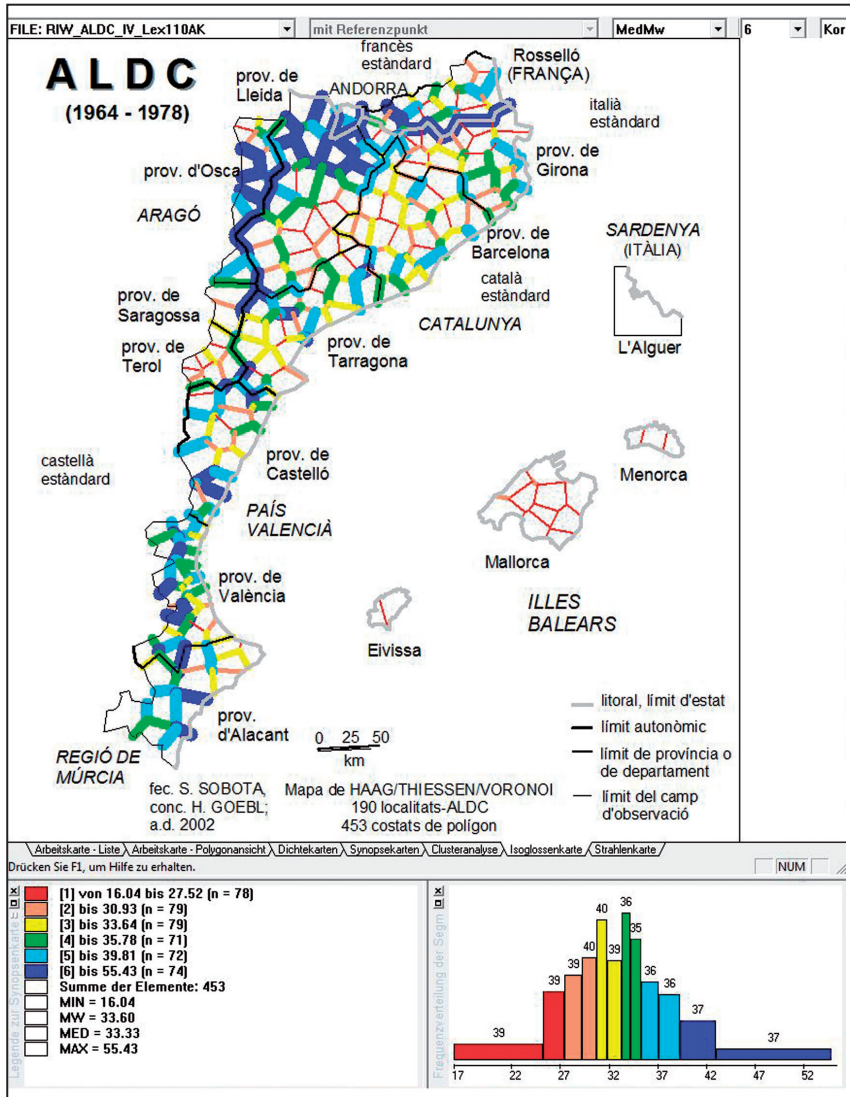 FILE: RIW_ALDC_IV_Lex110AK
mit Referenzpunkt
MedMw
6
Kor
ALDC
(1964 - 1978)
francès
estàndard
Rosselló
(FRANÇA)
prov. de
Lleida
ANDORRA
italià
estàndard
prov. d'Osca
prov. de
Girona
ARAGÓ
SARDENYA
(ITÀLIA)
prov. de
Barcelona
català
estàndard
prov. de
Saragossa
CATALUNYA
L'Alguer
prov. de
Terol
prov. de
Tarragona
castellà
estàndard
prov. de
Castelló
Menorca
PAÍS
VALENCIÀ
Mallorca
prov. de
València
ILLES
BALEARS
Eivissa
prov.
d'Alacant
0 25 50
km
REGIÓ DE
MÚRCIA
litoral, límit d'estat
límit autonòmic
límit de província o
de departament
límit del camp
d'observació
fec. S. SOBOTA,
conc. H. GOEBL;
a.d. 2002
Mapa de HAAG/THIESSEN/VORONOI
190 localitats-ALDC
453 costats de polígon
Arbeitskarte - Liste
Arbeitskarte - Polygonansicht
Dichtekarten
Synopsekarten
Clusteranalyse
Isoglossenkarte
Strahlenkarte
Drücken Sie F1, um Hilfe zu erhalten.
NUM
Legende zur Synopsenkarte
[1] von 16.04 bis 27.52 (n = 78)
[2] bis 30.93 (n = 79)
[3] bis 33.64 (n = 79)
[4] bis 35.78 (n = 71)
[5] bis 39.81 (n = 72)
[6] bis 55.43 (n = 74)
Summe der Elemente: 453
MIN = 16.04
MW = 33.60
MED = 33.33
MAX = 55.43
Frequenzverteilung der Segm
39 39 39 40 40 39 36 35 36 36 37 37
17 22 27 32 37 42 47 52